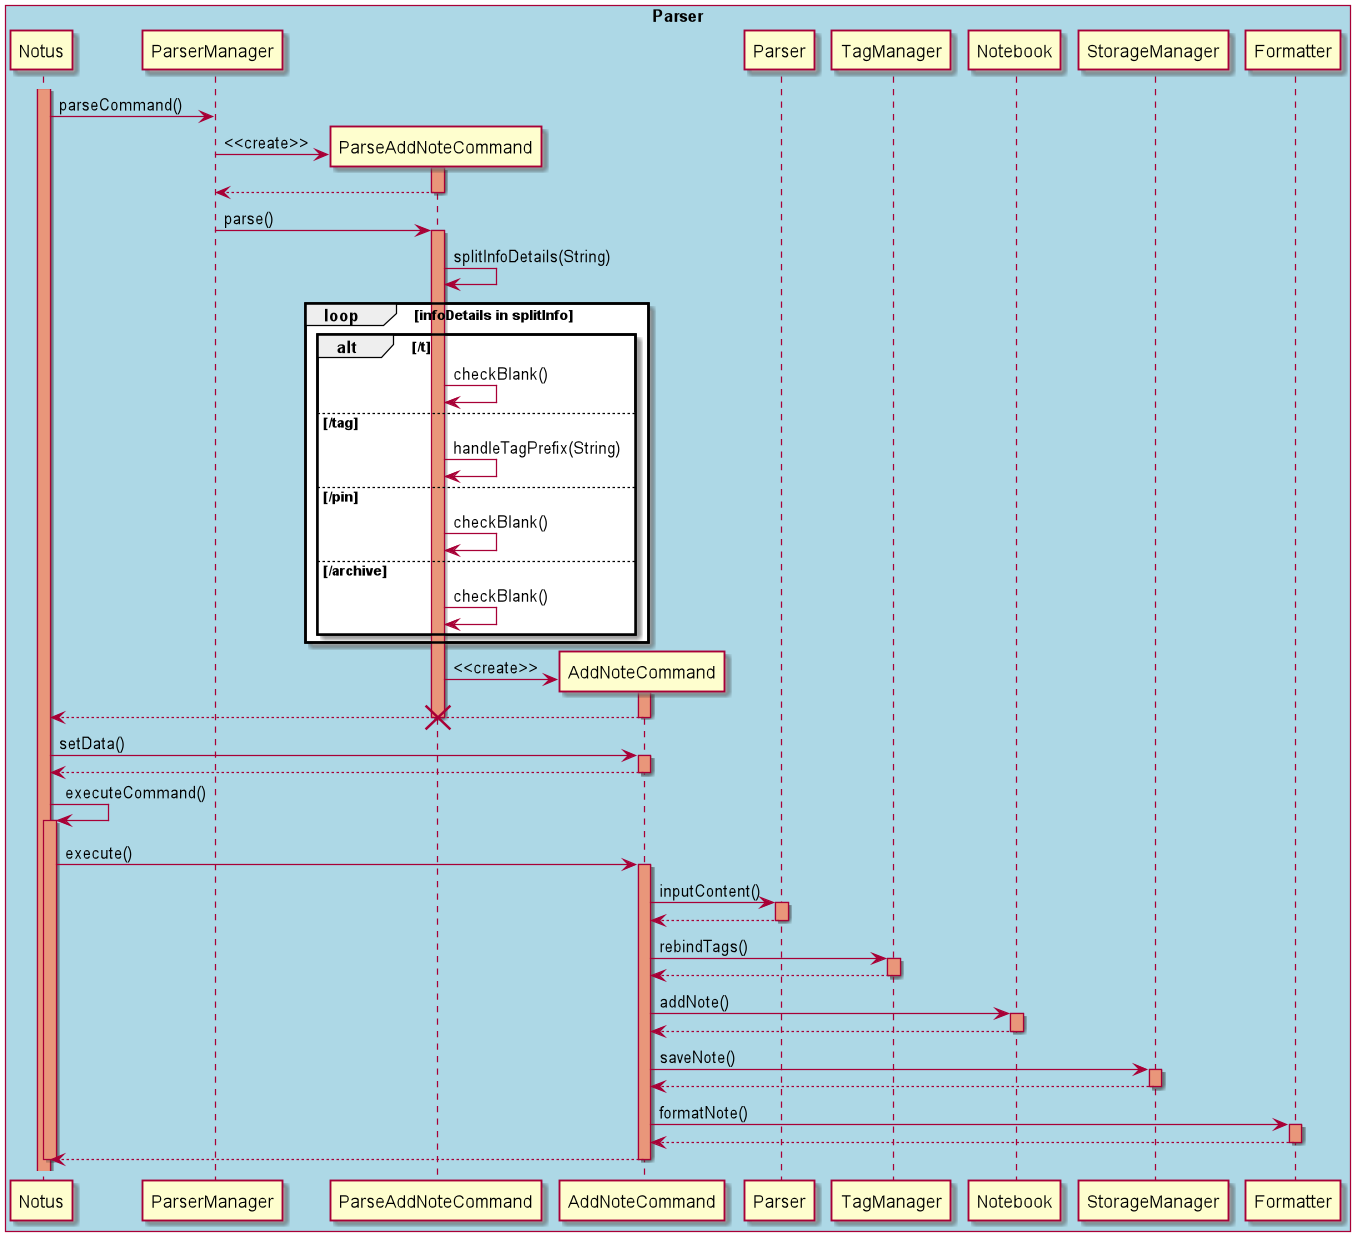 Parser
Notus
ParserManager
Parser
TagManager
Notebook
StorageManager
Formatter
parseCommand()
<<create>>
ParseAddNoteCommand
parse()
splitInfoDetails(String)
loop [infoDetails in splitInfo]
alt [/t]
checkBlank()
[/tag]
handleTagPrefix(String)
[/pin]
checkBlank()
[/archive]
checkBlank()
<<create>>
AddNoteCommand
setData()
executeCommand()
execute()
inputContent()
rebindTags()
addNote()
saveNote()
formatNote()
Notus
ParserManager
ParseAddNoteCommand
AddNoteCommand
Parser
TagManager
Notebook
StorageManager
Formatter